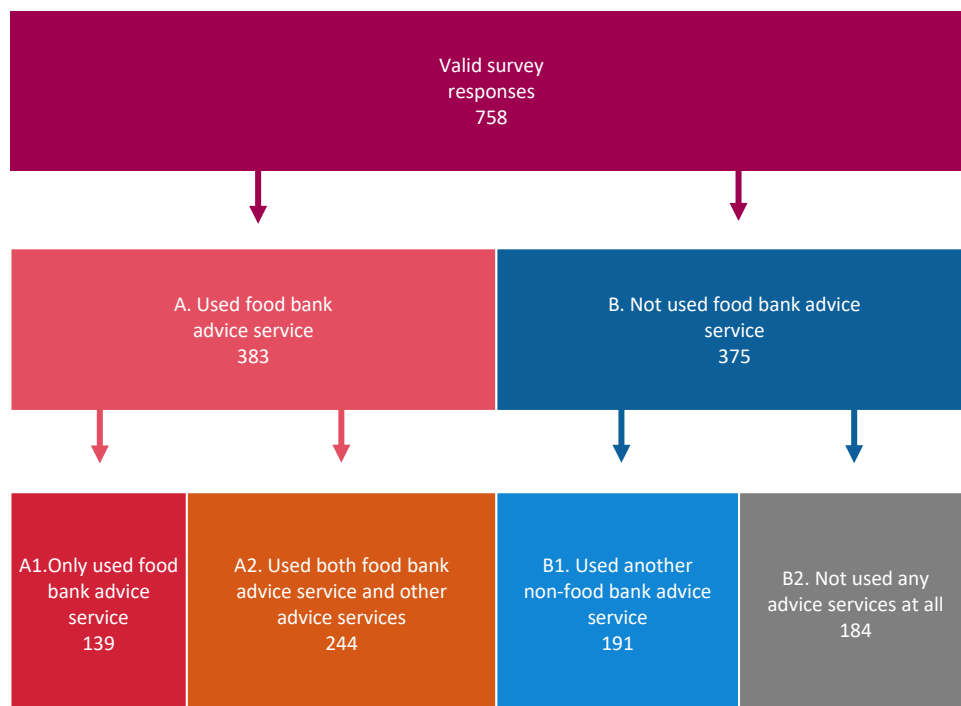 Valid survey
responses
758
A. Used food bank
advice service
383
B. Not used food bank advice
service
375
A1.Only used food
bank advice
service
139
A2. Used both food bank
advice service and other
advice services
244
B1. Used another
non-food bank advice
service
191
B2. Not used any
advice services at all
184